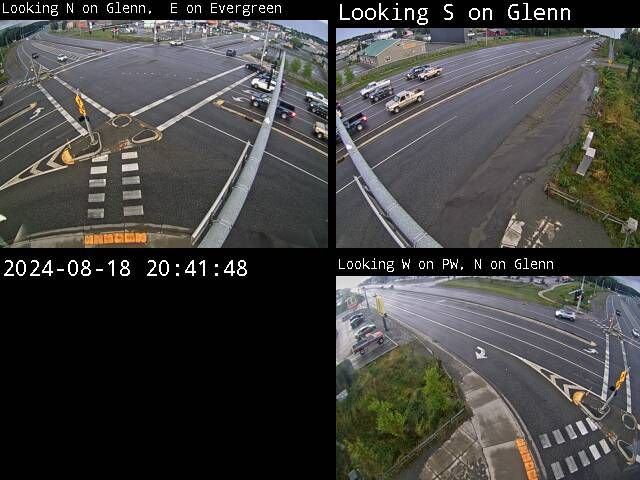 Looking N on Glenn,  E on Evergreen
Looking S on Glenn
2024-08-18 20:41:48
Looking W on PW, N on Glenn